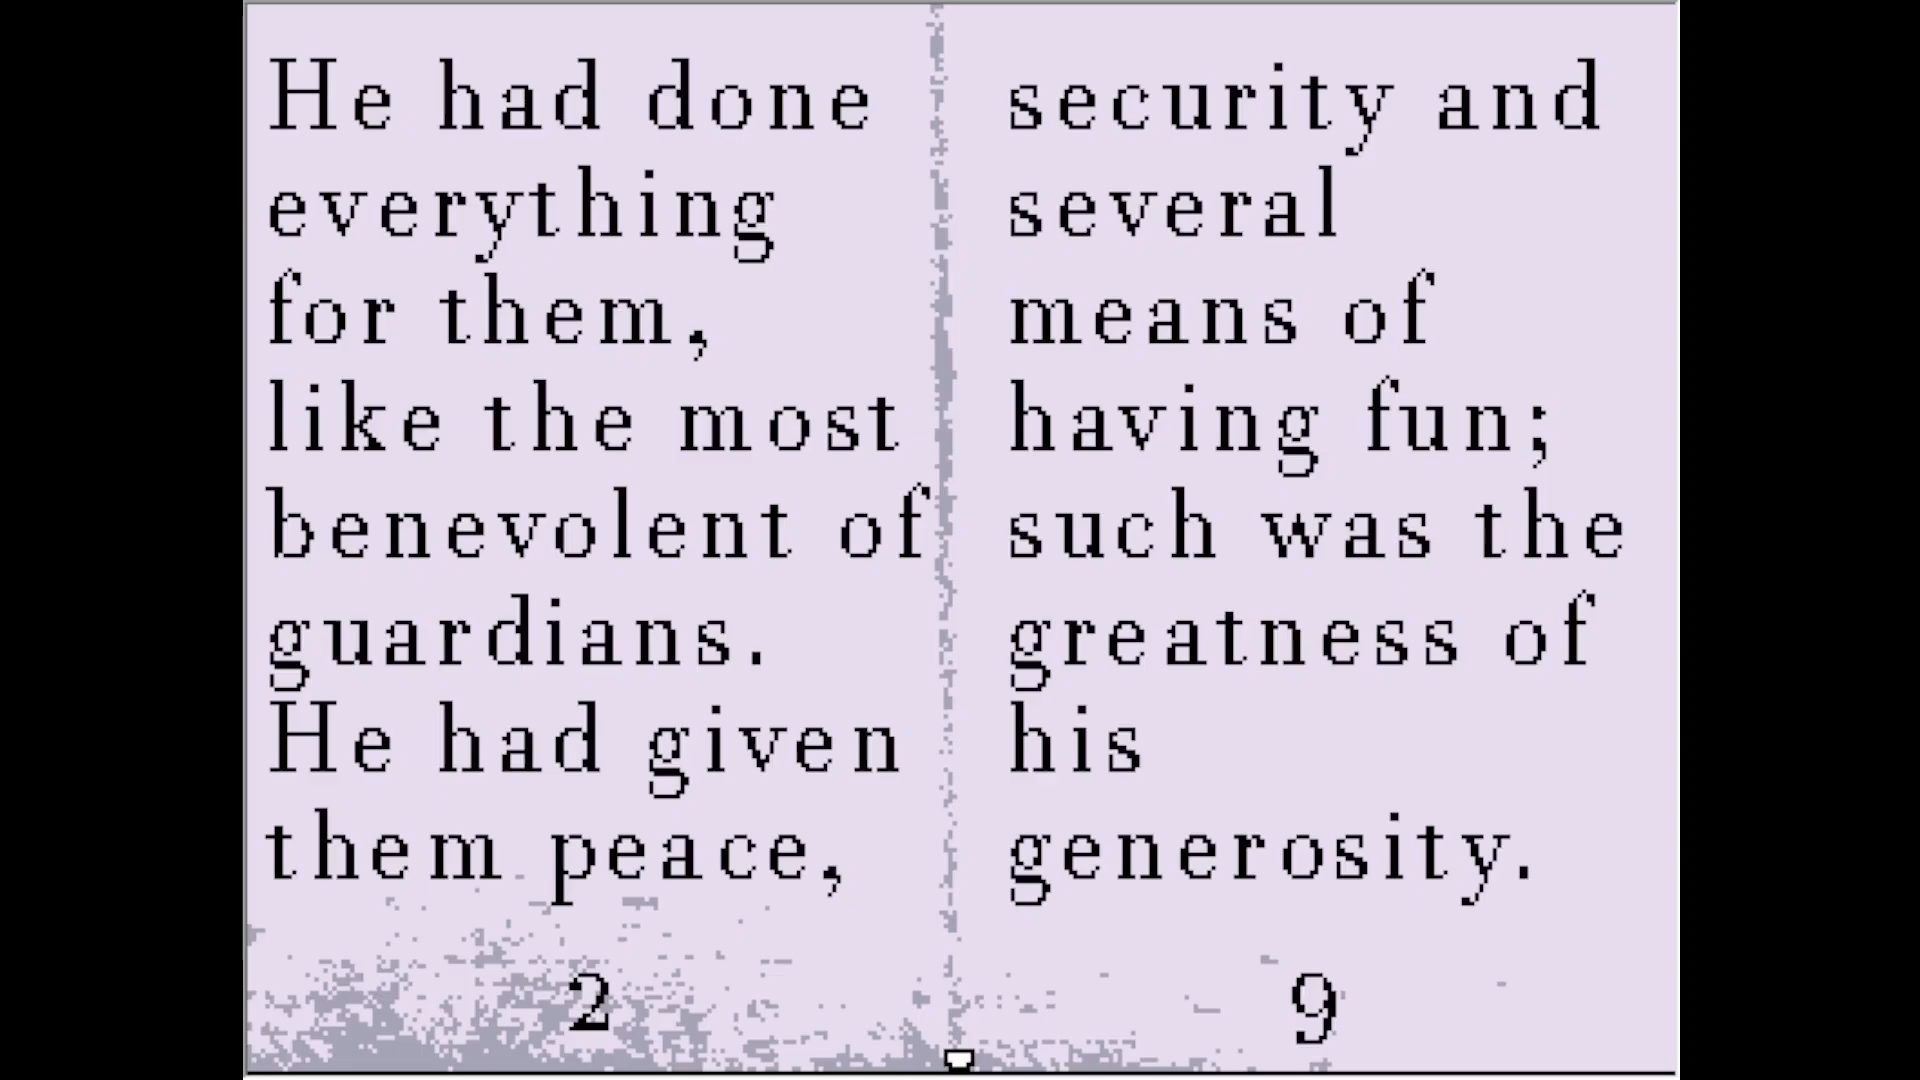 He had done
everything
for them,
like the most
benevolent of
guardians.
He had given
them peace,
2
security and
several
means of
having fun;
such was the
greatness of
his
generosity.
9